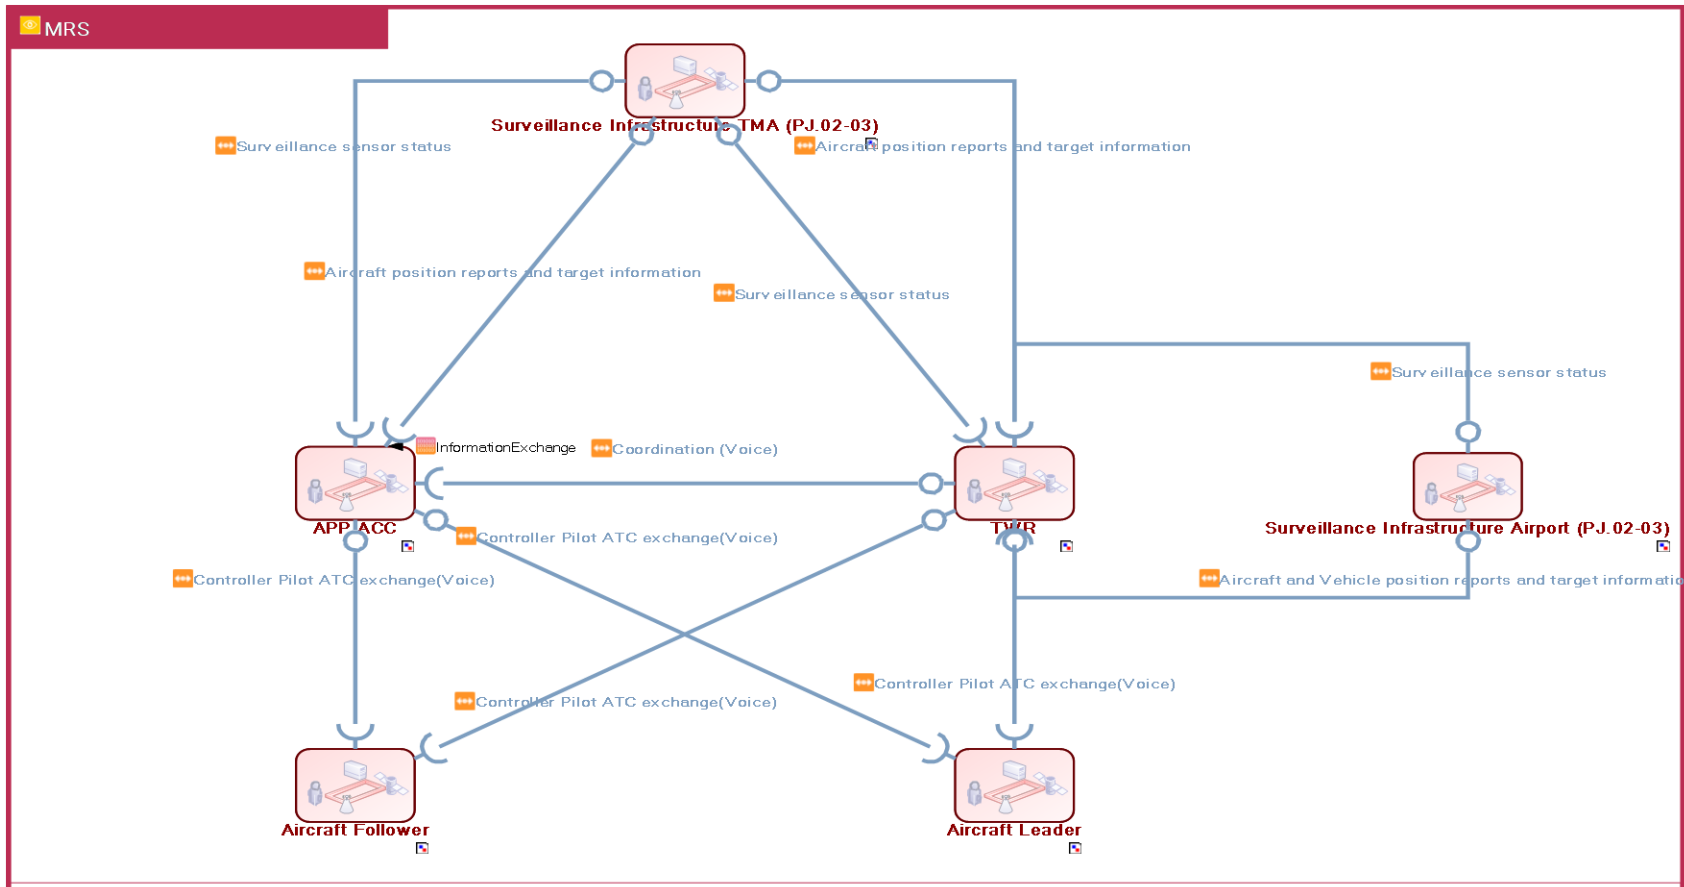 MRS
Surveillance Infrastructure TMA (PJ.02-03)
Surveillance sensor status
Aircraft position reports and target information
Aircraft position reports and target information
Surveillance sensor status
Surveillance sensor status
InformationExchange
Coordination (Voice)
APP/ACC
TWR
Surveillance Infrastructure Airport (PJ.02-03)
Controller Pilot ATC exchange(Voice)
Controller Pilot ATC exchange(Voice)
Aircraft and Vehicle position reports and target informatio
Controller Pilot ATC exchange(Voice)
Controller Pilot ATC exchange(Voice)
Aircraft Follower
Aircraft Leader